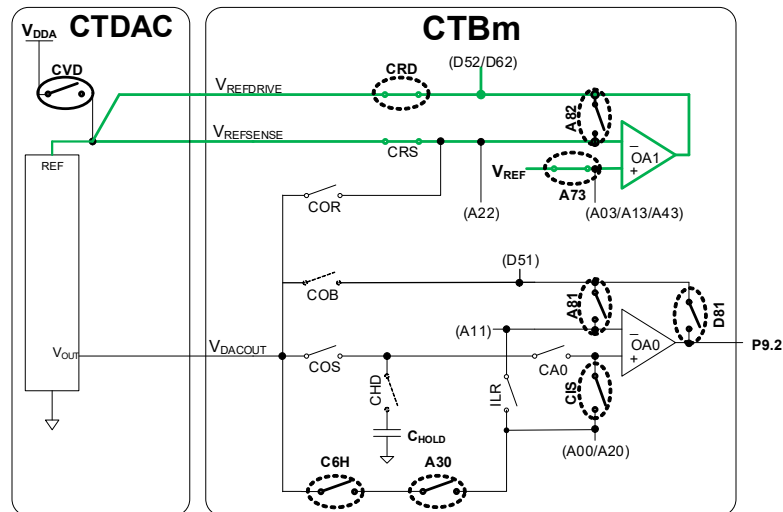 CTDAC
CTBm
VDDA
CVD
VREFDRIVE
CRD
(D52/D62)
A82
VREFSENSE
CRS
REF
OA1
VREF
A73
COR
(A22)
(A03/A13/A43)
(D51)
COB
A81
D81
(A11)
OA0
VOUT
VDACOUT
COS
CA0
P9.2
CHD
ILR
CIS
CHOLD
(A00/A20)
C6H
A30